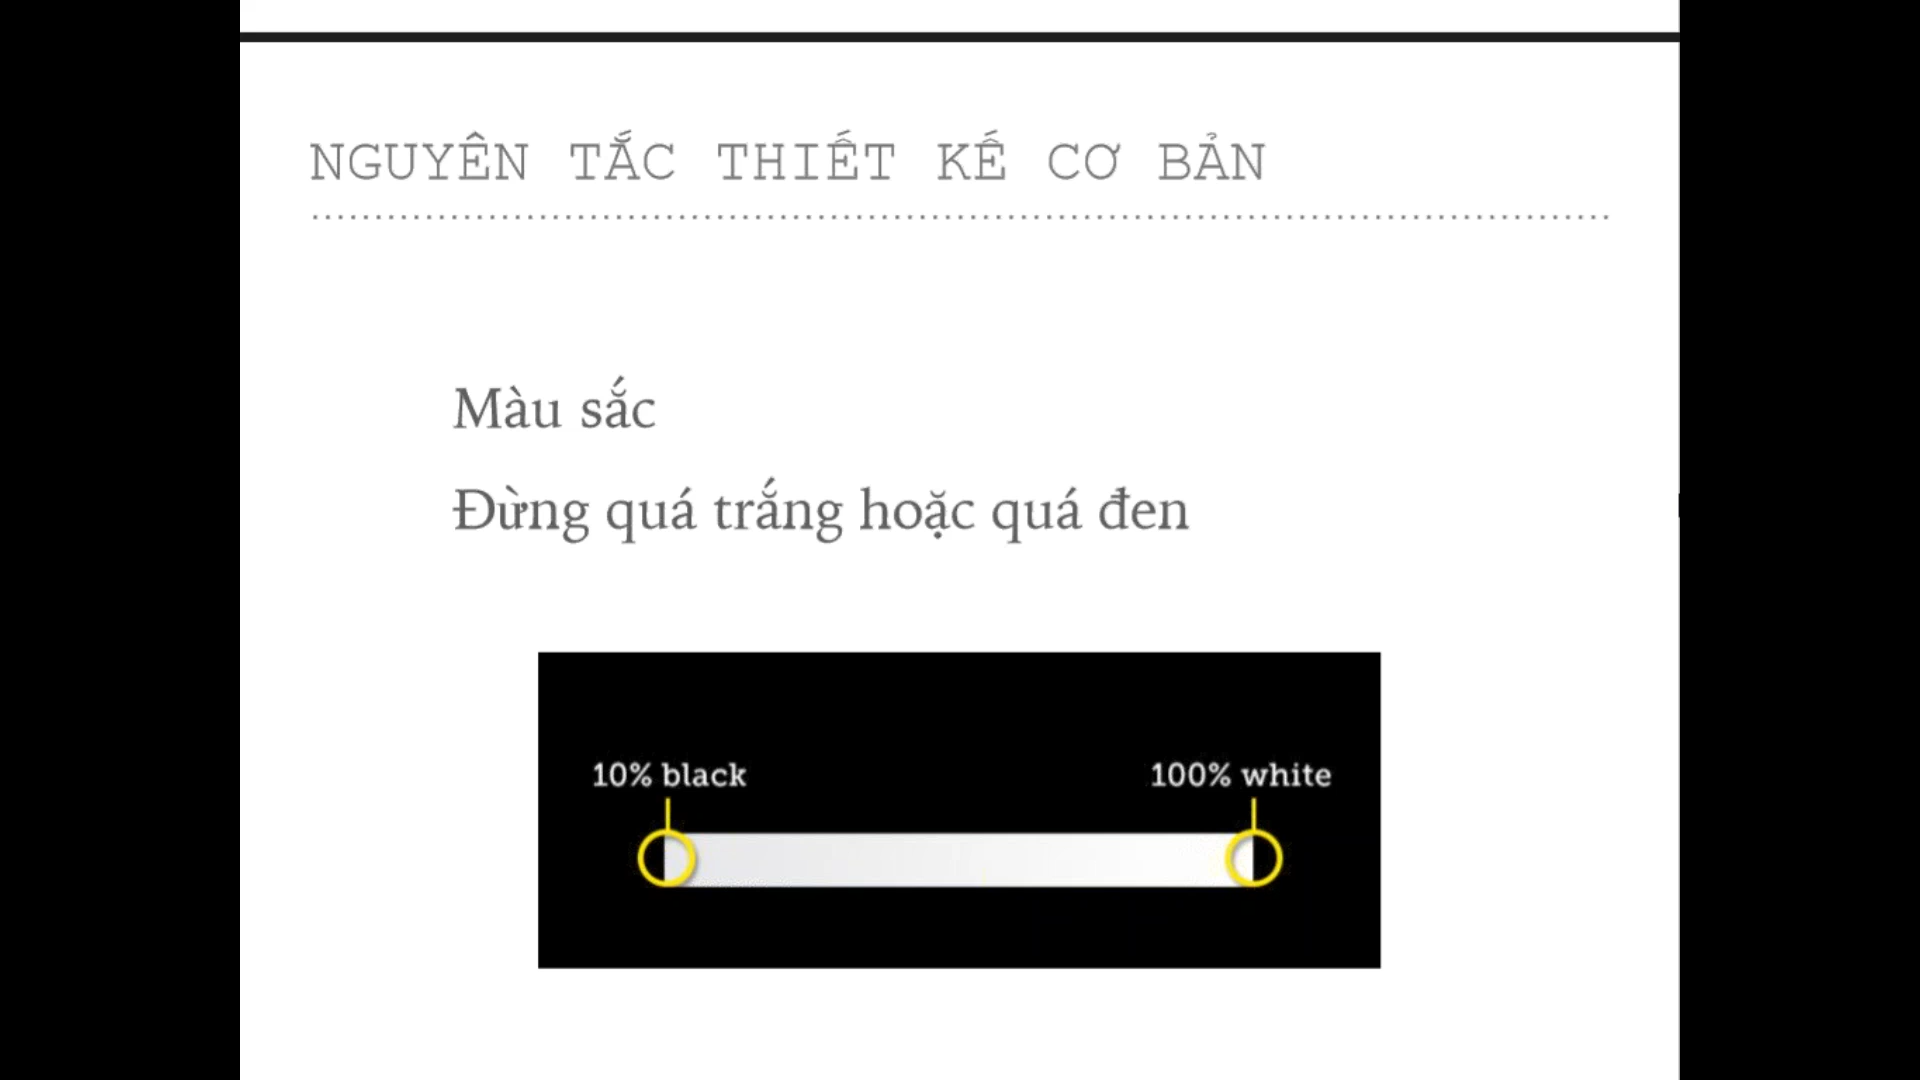 NGUYÊN TẮC THIẾT KẾ CƠ BẢN
Màu sắc
Đừng quá trắng hoặc quá đen
10% black
100% white